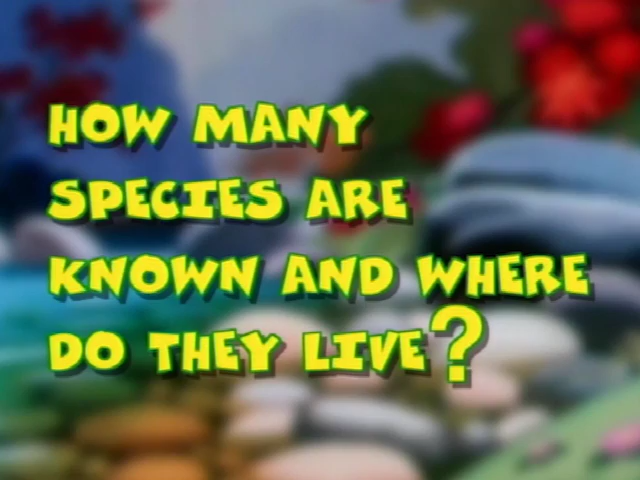 HOW MANY
SPECIES ARE
KNOWN AND WHERE
DO THEY LIVE?